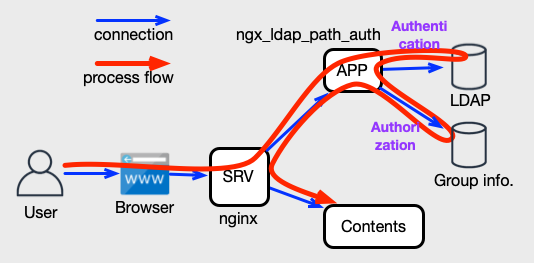 connection
process flow
ngx_ldap_path_auth
Authenti
cation
APP
LDAP
Authori
zation
Group info.
www
SRV
User
Browser
nginx
Contents